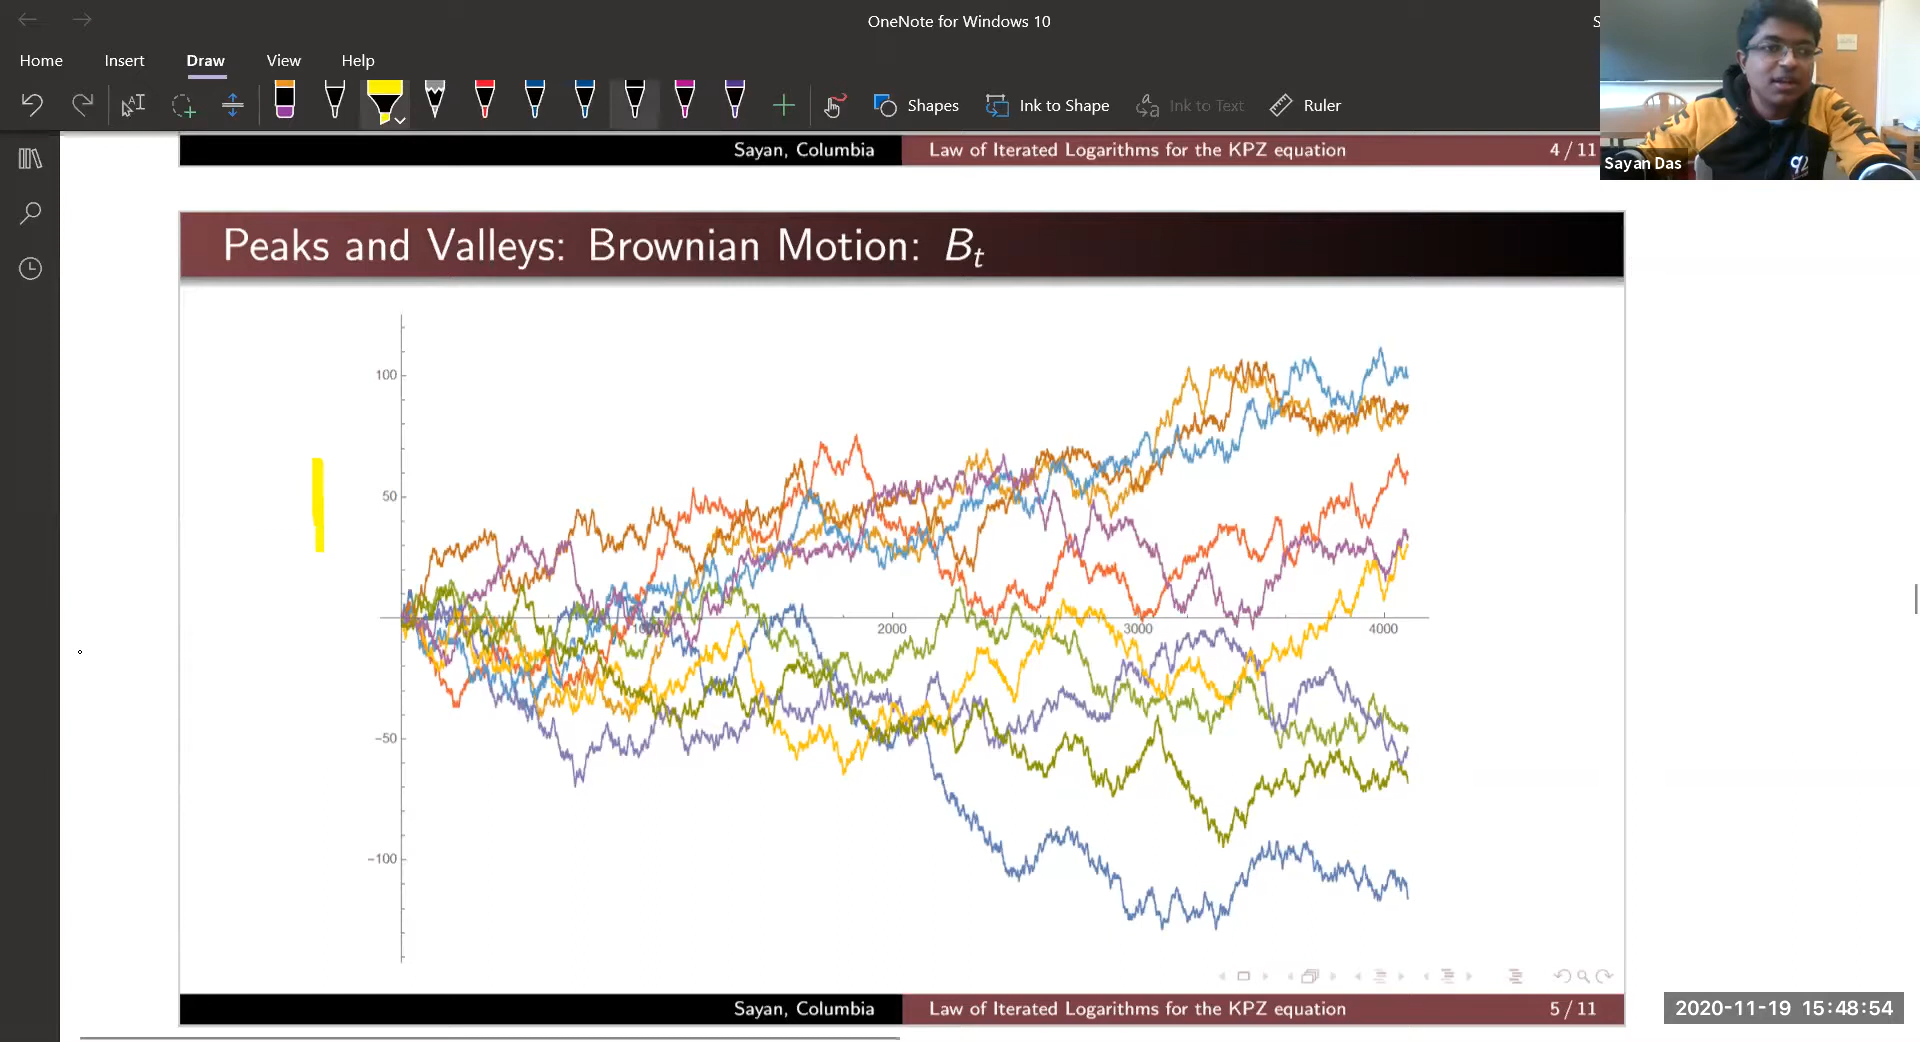 OneNote for Windows 10
S
Home Insert Draw View Help
Shapes Ink to Shape Ink to Text Ruler
Sayan Das
Sayan, Columbia Law of Iterated Logarithms for the KPZ equation 4 / 11
Peaks and Valleys: Brownian Motion: Bₜ
100
50
1000 2000 3000 4000
−50
−100
Sayan, Columbia Law of Iterated Logarithms for the KPZ equation 5 / 11
2020-11-19 15:48:54